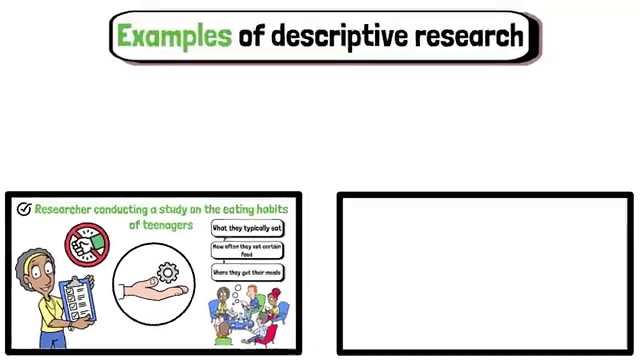 Examples of descriptive research
Researcher conducting a study on the eating habits
of teenagers
What they typically eat
How often they eat certain
food
Where they get their meals